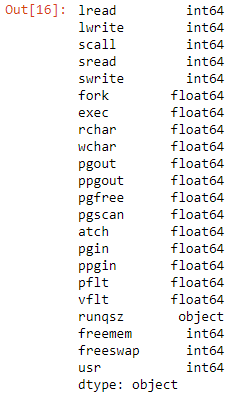 Out[16]: lread int64
lwrite int64
scall int64
sread int64
swrite int64
fork float64
exec float64
rchar float64
wchar float64
pgout float64
ppgout float64
pgfree float64
pgscan float64
atch float64
pgin float64
ppgin float64
pflt float64
vflt float64
runqsz object
freemem int64
freeswap int64
usr int64
dtype: object